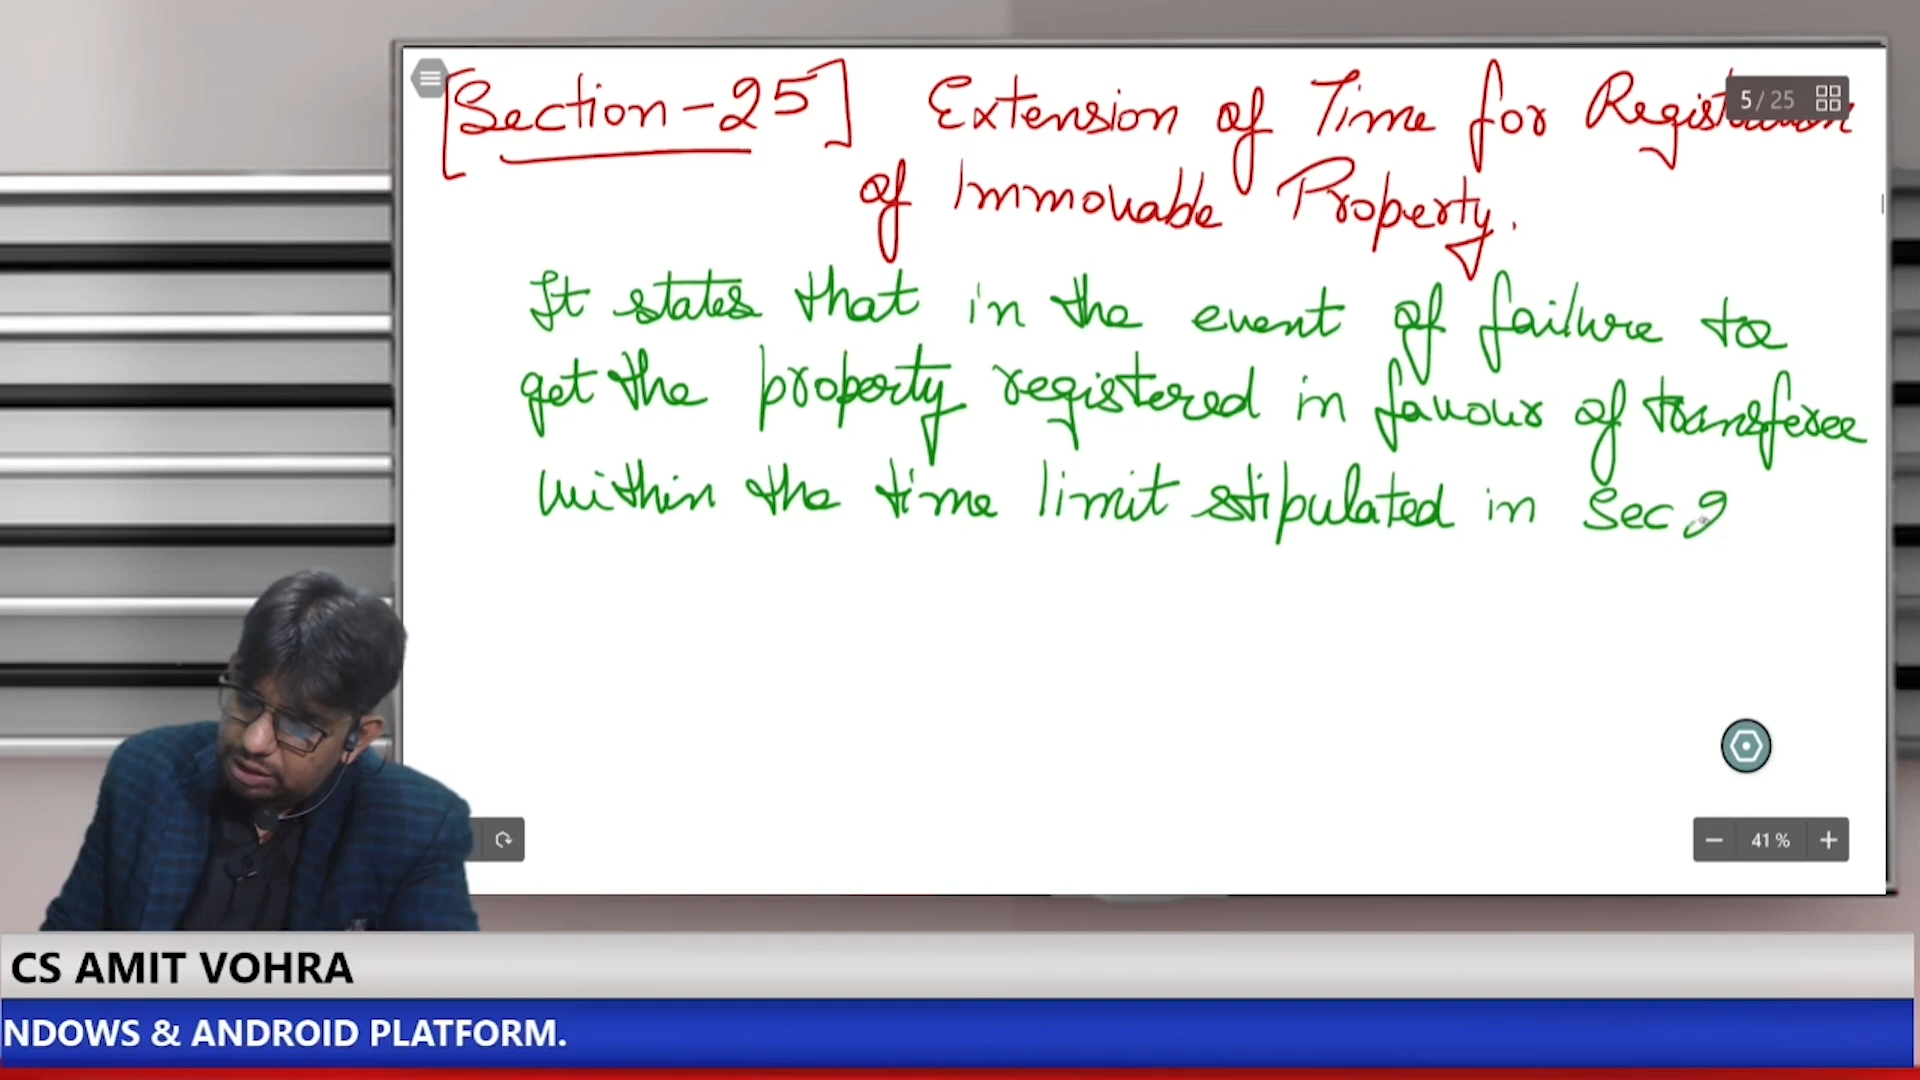 [Section-25] Extension of Time for Registration
5 / 25
of Immovable Property.
It states that in the event of failure to
get the property registered in favour of transferee
within the time limit stipulated in Sec 2
41 %
CS AMIT VOHRA
NDOWS & ANDROID PLATFORM.